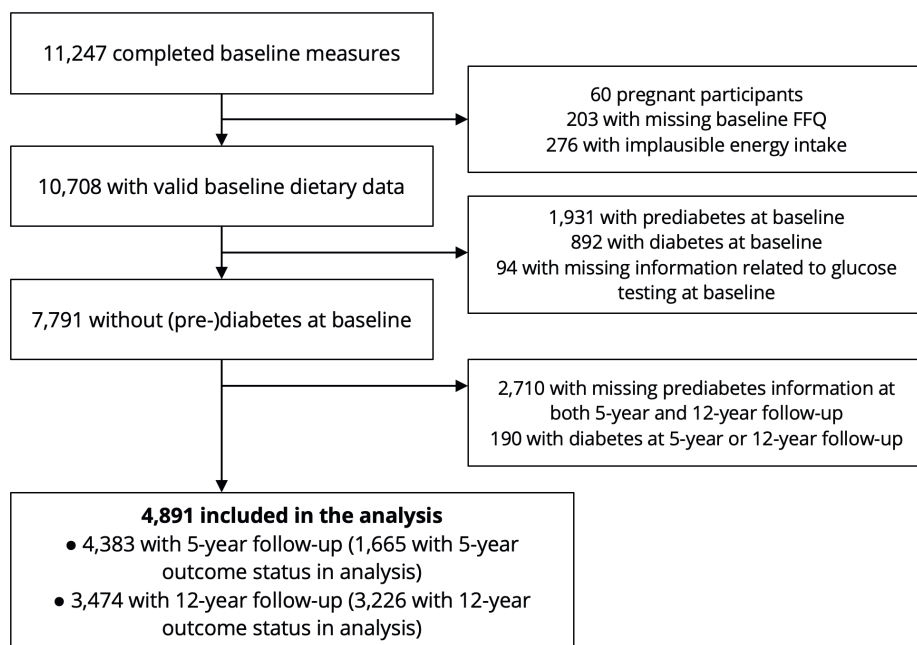 11,247 completed baseline measures
60 pregnant participants
203 with missing baseline FFQ
276 with implausible energy intake
10,708 with valid baseline dietary data
1,931 with prediabetes at baseline
892 with diabetes at baseline
94 with missing information related to glucose
testing at baseline
7,791 without (pre-)diabetes at baseline
2,710 with missing prediabetes information at
both 5-year and 12-year follow-up
190 with diabetes at 5-year or 12-year follow-up
4,891 included in the analysis
● 4,383 with 5-year follow-up (1,665 with 5-year
outcome status in analysis)
● 3,474 with 12-year follow-up (3,226 with 12-year
outcome status in analysis)